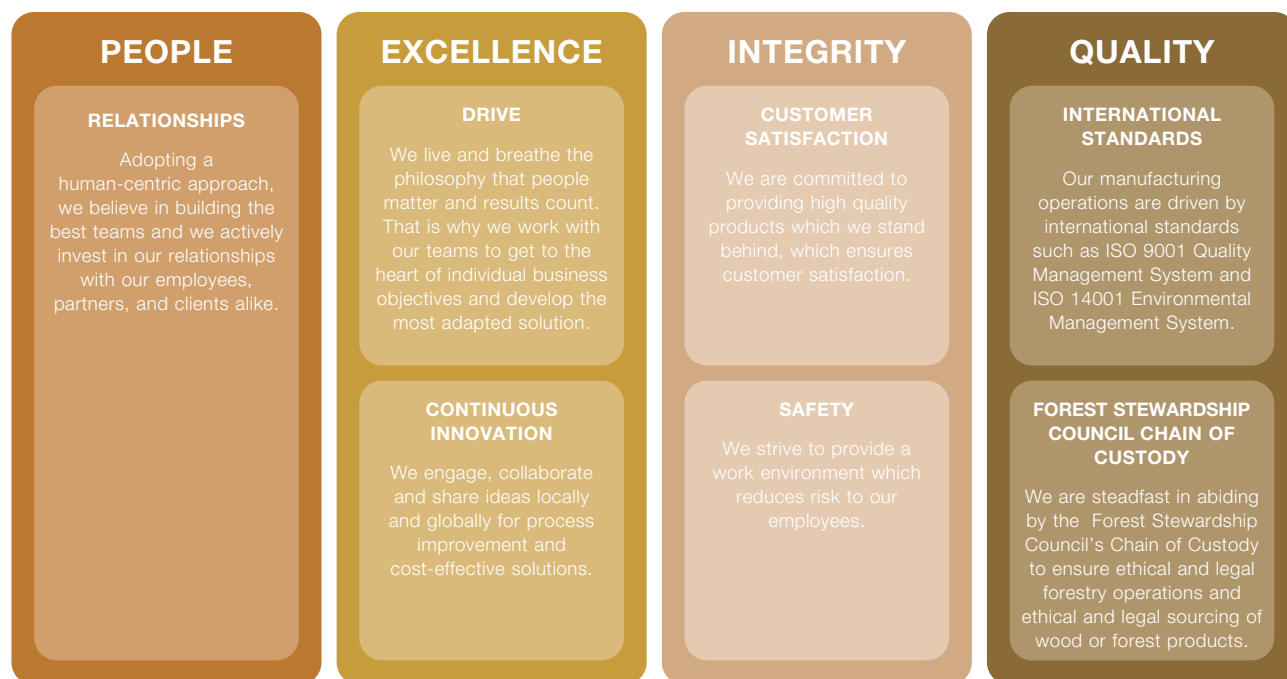 PEOPLE
RELATIONSHIPS
Adopting a
human-centric approach,
we believe in building the
best teams and we actively
invest in our relationships
with our employees,
partners, and clients alike.
EXCELLENCE
DRIVE
We live and breathe the
philosophy that people
matter and results count.
That is why we work with
our teams to get to the
heart of individual business
objectives and develop the
most adapted solution.
CONTINUOUS
INNOVATION
We engage, collaborate
and share ideas locally
and globally for process
improvement and
cost-effective solutions.
INTEGRITY
CUSTOMER
SATISFACTION
We are committed to
providing high quality
products which we stand
behind, which ensures
customer satisfaction.
SAFETY
We strive to provide a
work environment which
reduces risk to our
employees.
QUALITY
INTERNATIONAL
STANDARDS
Our manufacturing
operations are driven by
international standards
such as ISO 9001 Quality
Management System and
ISO 14001 Environmental
Management System.
FOREST STEWARDSHIP
COUNCIL CHAIN OF
CUSTODY
We are steadfast in abiding
by the Forest Stewardship
Council's Chain of Custody
to ensure ethical and legal
forestry operations and
ethical and legal sourcing of
wood or forest products.